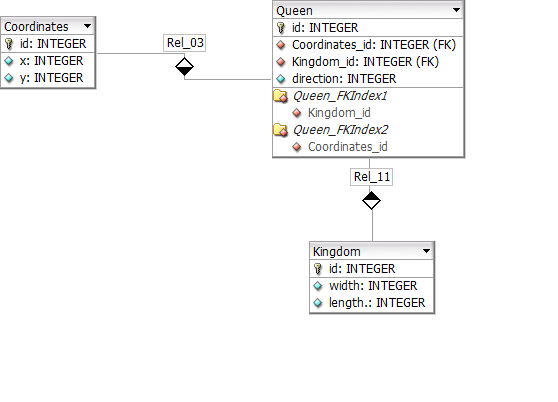 Coordinates
id: INTEGER
x: INTEGER
y: INTEGER
Rel_03
Queen
id: INTEGER
Coordinates_id: INTEGER (FK)
Kingdom_id: INTEGER (FK)
direction: INTEGER
Queen_FKIndex1
Kingdom_id
Queen_FKIndex2
Coordinates_id
Rel_11
Kingdom
id: INTEGER
width: INTEGER
length.: INTEGER